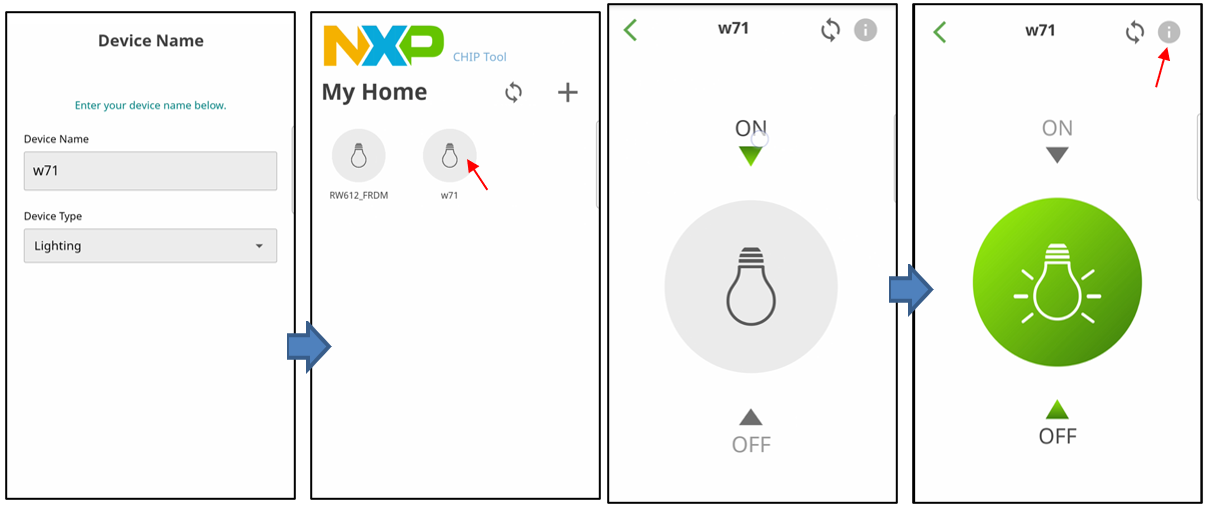 Device Name
Enter your device name below.
Device Name
w71
Device Type
Lighting
NXP
CHIP Tool
My Home
RW612_FRDM
w71
w71
i
ON
OFF
w71
i
ON
OFF